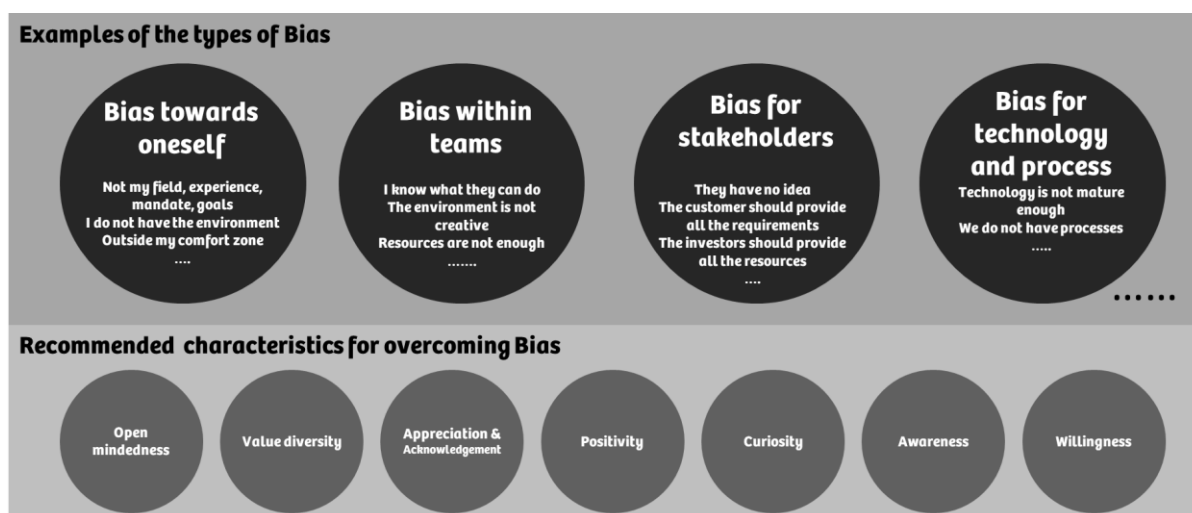 Examples of the types of Bias
Bias towards
oneself
Not my field, experience,
mandate, goals
I do not have the environment
Outside my comfort zone
....
Bias within
teams
I know what they can do
The environment is not
creative
Resources are not enough
.......
Bias for
stakeholders
They have no idea
The customer should provide
all the requirements
The investors should provide
all the resources
....
Bias for
technology
and process
Technology is not mature
enough
We do not have processes
.....
......
Recommended characteristics for overcoming Bias
Open
mindedness
Value diversity
Appreciation &
Acknowledgement
Positivity
Curiosity
Awareness
Willingness